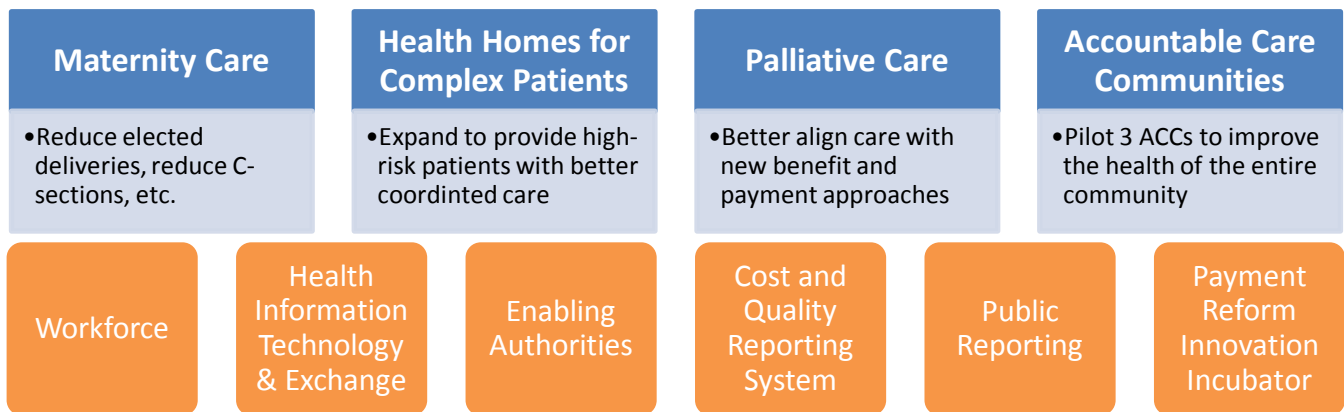 Maternity Care
•Reduce elected
deliveries, reduce C-
sections, etc.
Health Homes for
Complex Patients
•Expand to provide high-
risk patients with better
coordinted care
Palliative Care
•Better align care with
new benefit and
payment approaches
Accountable Care
Communities
•Pilot 3 ACCs to improve
the health of the entire
community
Workforce
Health
Information
Technology
& Exchange
Enabling
Authorities
Cost and
Quality
Reporting
System
Public
Reporting
Payment
Reform
Innovation
Incubator